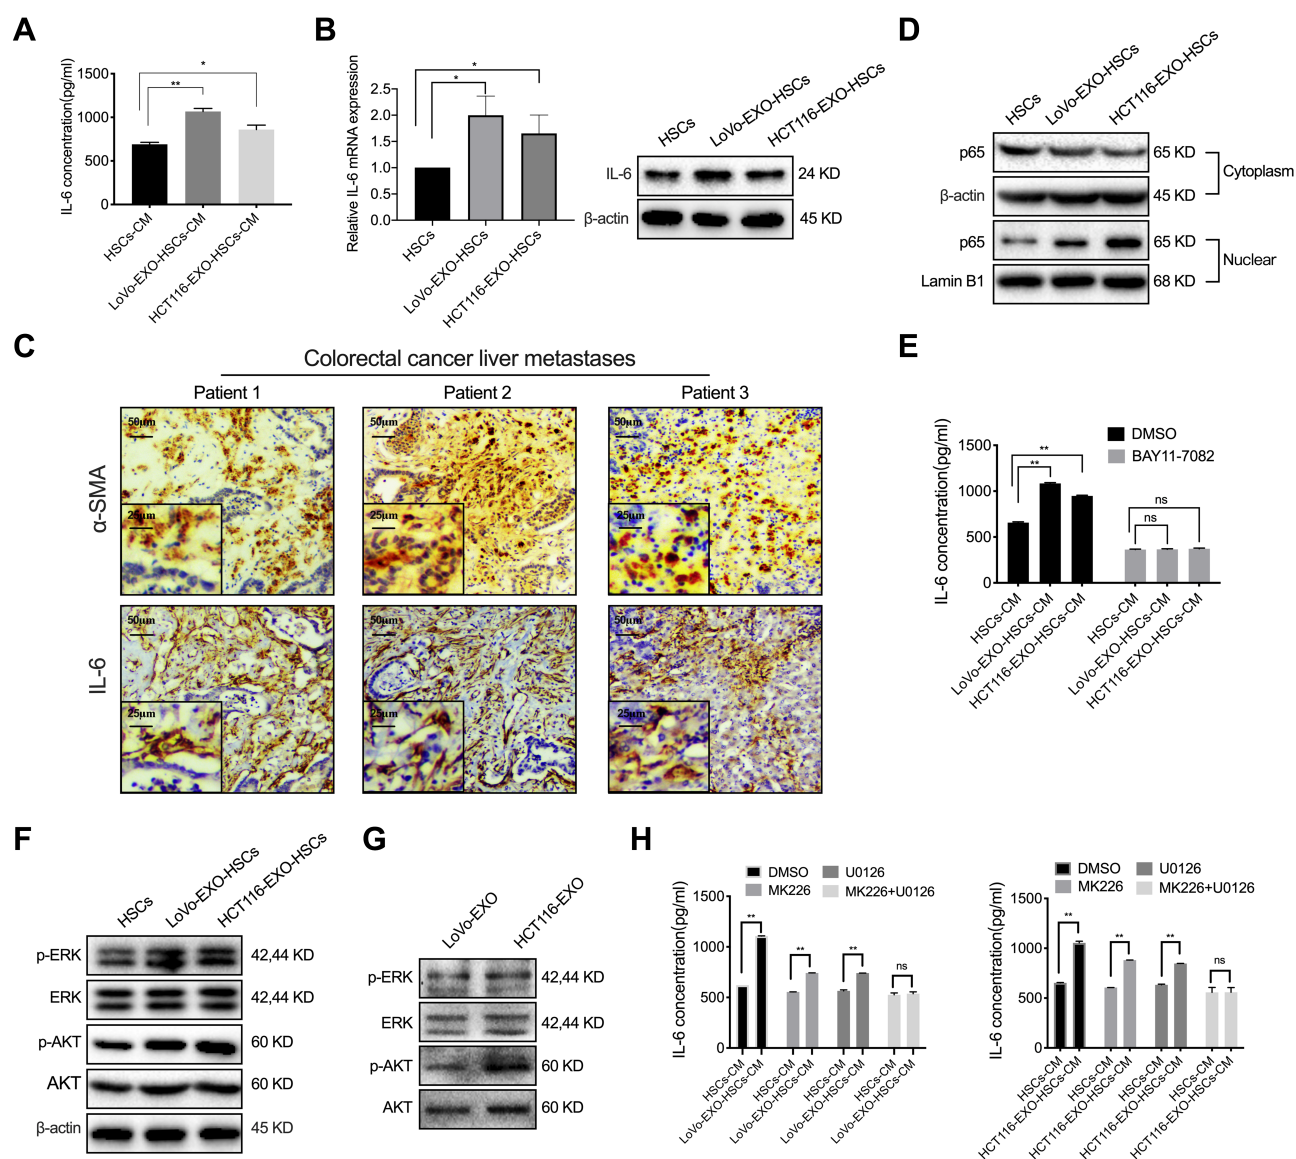 A
IL-6 concentration(pg/ml)
1500
1000
500
0
*
**
HSCs-CM
LoVo-EXO-HSCs-CM
HCT116-EXO-HSCs-CM
B
Relative IL-6 mRNA expression
2.5
2.0
1.5
1.0
0.5
0.0
*
*
HSCs
LoVo-EXO-HSCs
HCT116-EXO-HSCs
HSCs
LoVo-EXO-HSCs
HCT116-EXO-HSCs
IL-6
24 KD
β-actin
45 KD
D
HSCs
LoVo-EXO-HSCs
HCT116-EXO-HSCs
p65
65 KD
β-actin
45 KD
Cytoplasm
p65
65 KD
Lamin B1
68 KD
Nuclear
C
Colorectal cancer liver metastases
Patient 1
Patient 2
Patient 3
α-SMA
50μm
25μm
50μm
25μm
50μm
25μm
IL-6
50μm
25μm
50μm
25μm
50μm
25μm
E
DMSO
BAY11-7082
IL-6 concentration(pg/ml)
1500
1000
500
0
**
**
ns
ns
HSCs-CM
LoVo-EXO-HSCs-CM
HCT116-EXO-HSCs-CM
HSCs-CM
LoVo-EXO-HSCs-CM
HCT116-EXO-HSCs-CM
F
HSCs
LoVo-EXO-HSCs
HCT116-EXO-HSCs
p-ERK
42,44 KD
ERK
42,44 KD
p-AKT
60 KD
AKT
60 KD
β-actin
45 KD
G
LoVo-EXO
HCT116-EXO
p-ERK
42,44 KD
ERK
42,44 KD
p-AKT
60 KD
AKT
60 KD
H
DMSO
U0126
MK226
MK226+U0126
IL-6 concentration(pg/ml)
1500
1000
500
0
**
**
**
ns
HSCs-CM
LoVo-EXO-HSCs-CM
HSCs-CM
LoVo-EXO-HSCs-CM
HSCs-CM
LoVo-EXO-HSCs-CM
HSCs-CM
LoVo-EXO-HSCs-CM
DMSO
U0126
MK226
MK226+U0126
IL-6 concentration(pg/ml)
1500
1000
500
0
**
**
**
ns
HSCs-CM
HCT116-EXO-HSCs-CM
HSCs-CM
HCT116-EXO-HSCs-CM
HSCs-CM
HCT116-EXO-HSCs-CM
HSCs-CM
HCT116-EXO-HSCs-CM